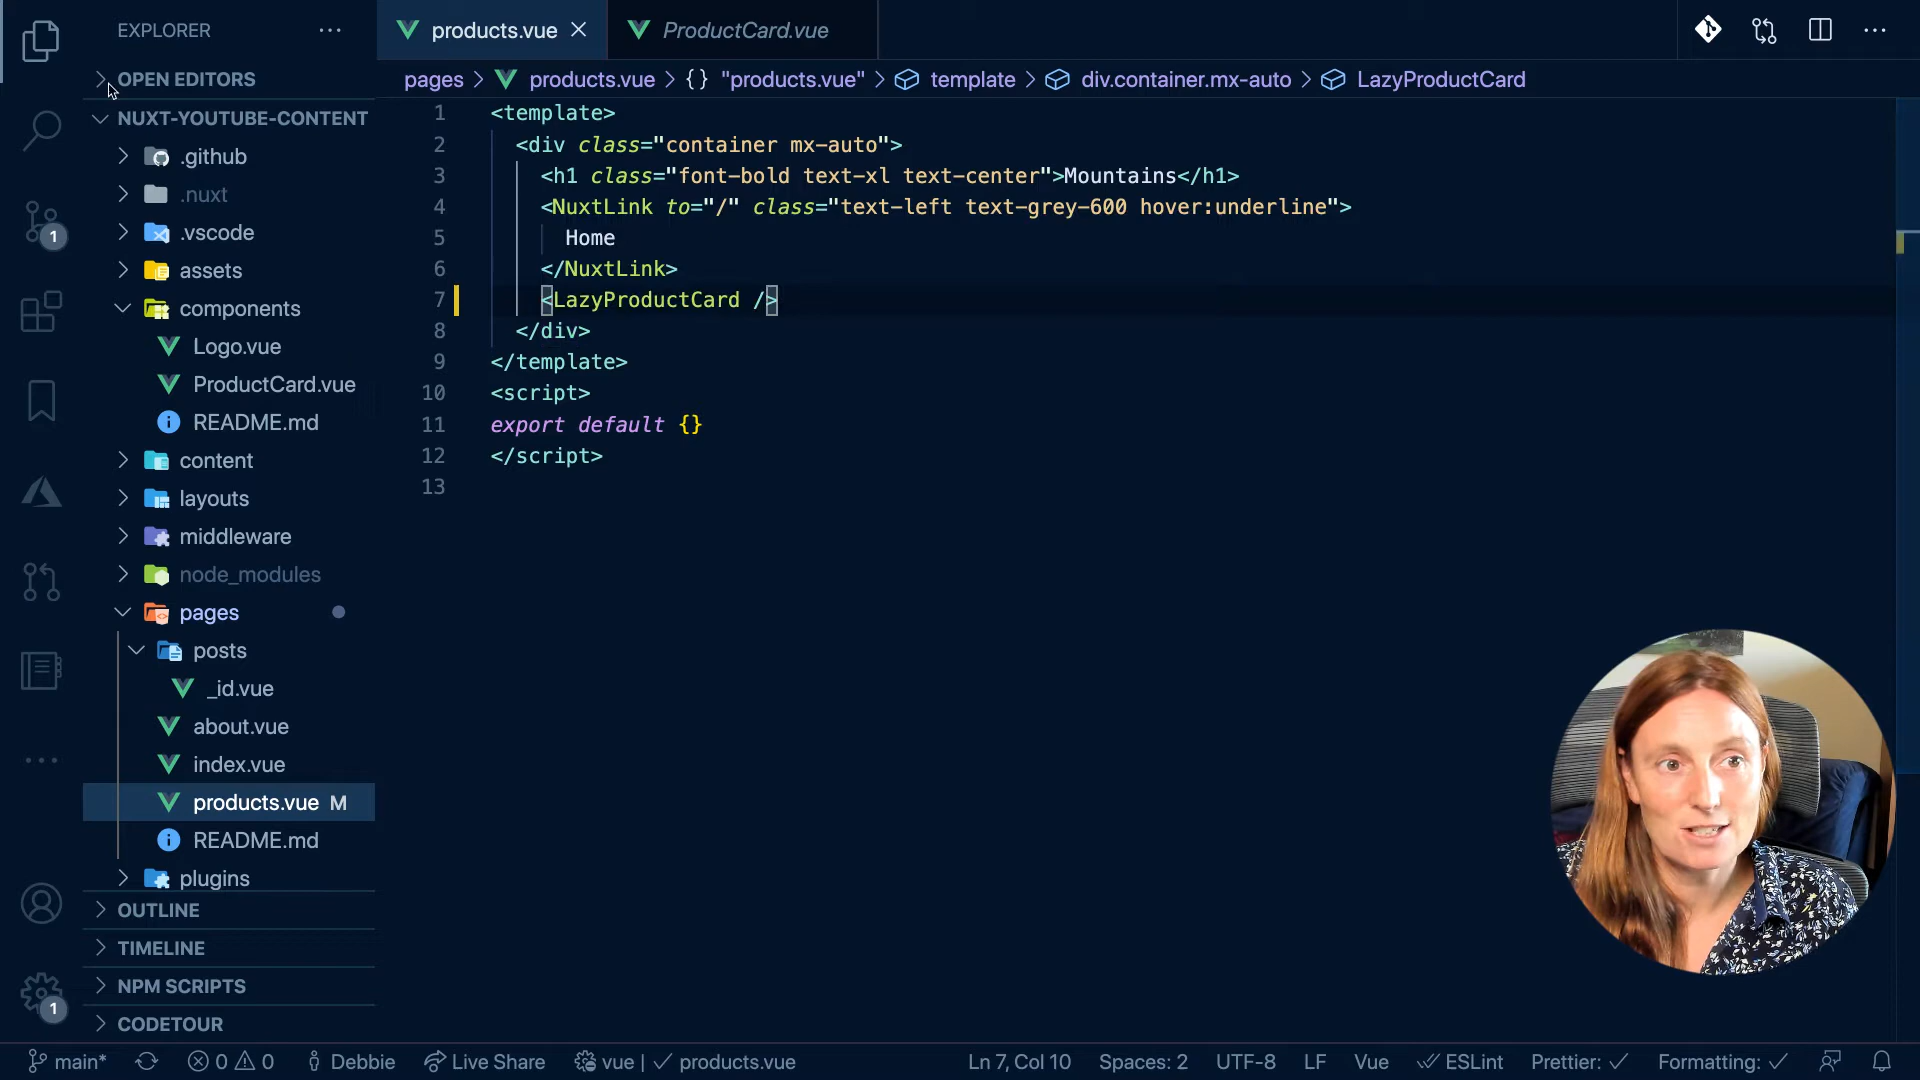 EXPLORER
products.vue
ProductCard.vue
OPEN EDITORS
pages > products.vue > {} "products.vue" > template > div.container.mx-auto > LazyProductCard
NUXT-YOUTUBE-CONTENT
.github
.nuxt
.vscode
assets
components
Logo.vue
ProductCard.vue
README.md
content
layouts
middleware
node_modules
pages
posts
_id.vue
about.vue
index.vue
products.vue M
README.md
plugins
OUTLINE
TIMELINE
NPM SCRIPTS
CODETOUR
1
1
1 <template>
2 <div class="container mx-auto">
3 <h1 class="font-bold text-xl text-center">Mountains</h1>
4 <NuxtLink to="/" class="text-left text-grey-600 hover:underline">
5 Home
6 </NuxtLink>
7 <LazyProductCard />
8 </div>
9 </template>
10 <script>
11 export default {}
12 </script>
13
main* 0 0 Debbie Live Share vue | ✓ products.vue Ln 7, Col 10 Spaces: 2 UTF-8 LF Vue ESLint Prettier: ✓ Formatting: ✓